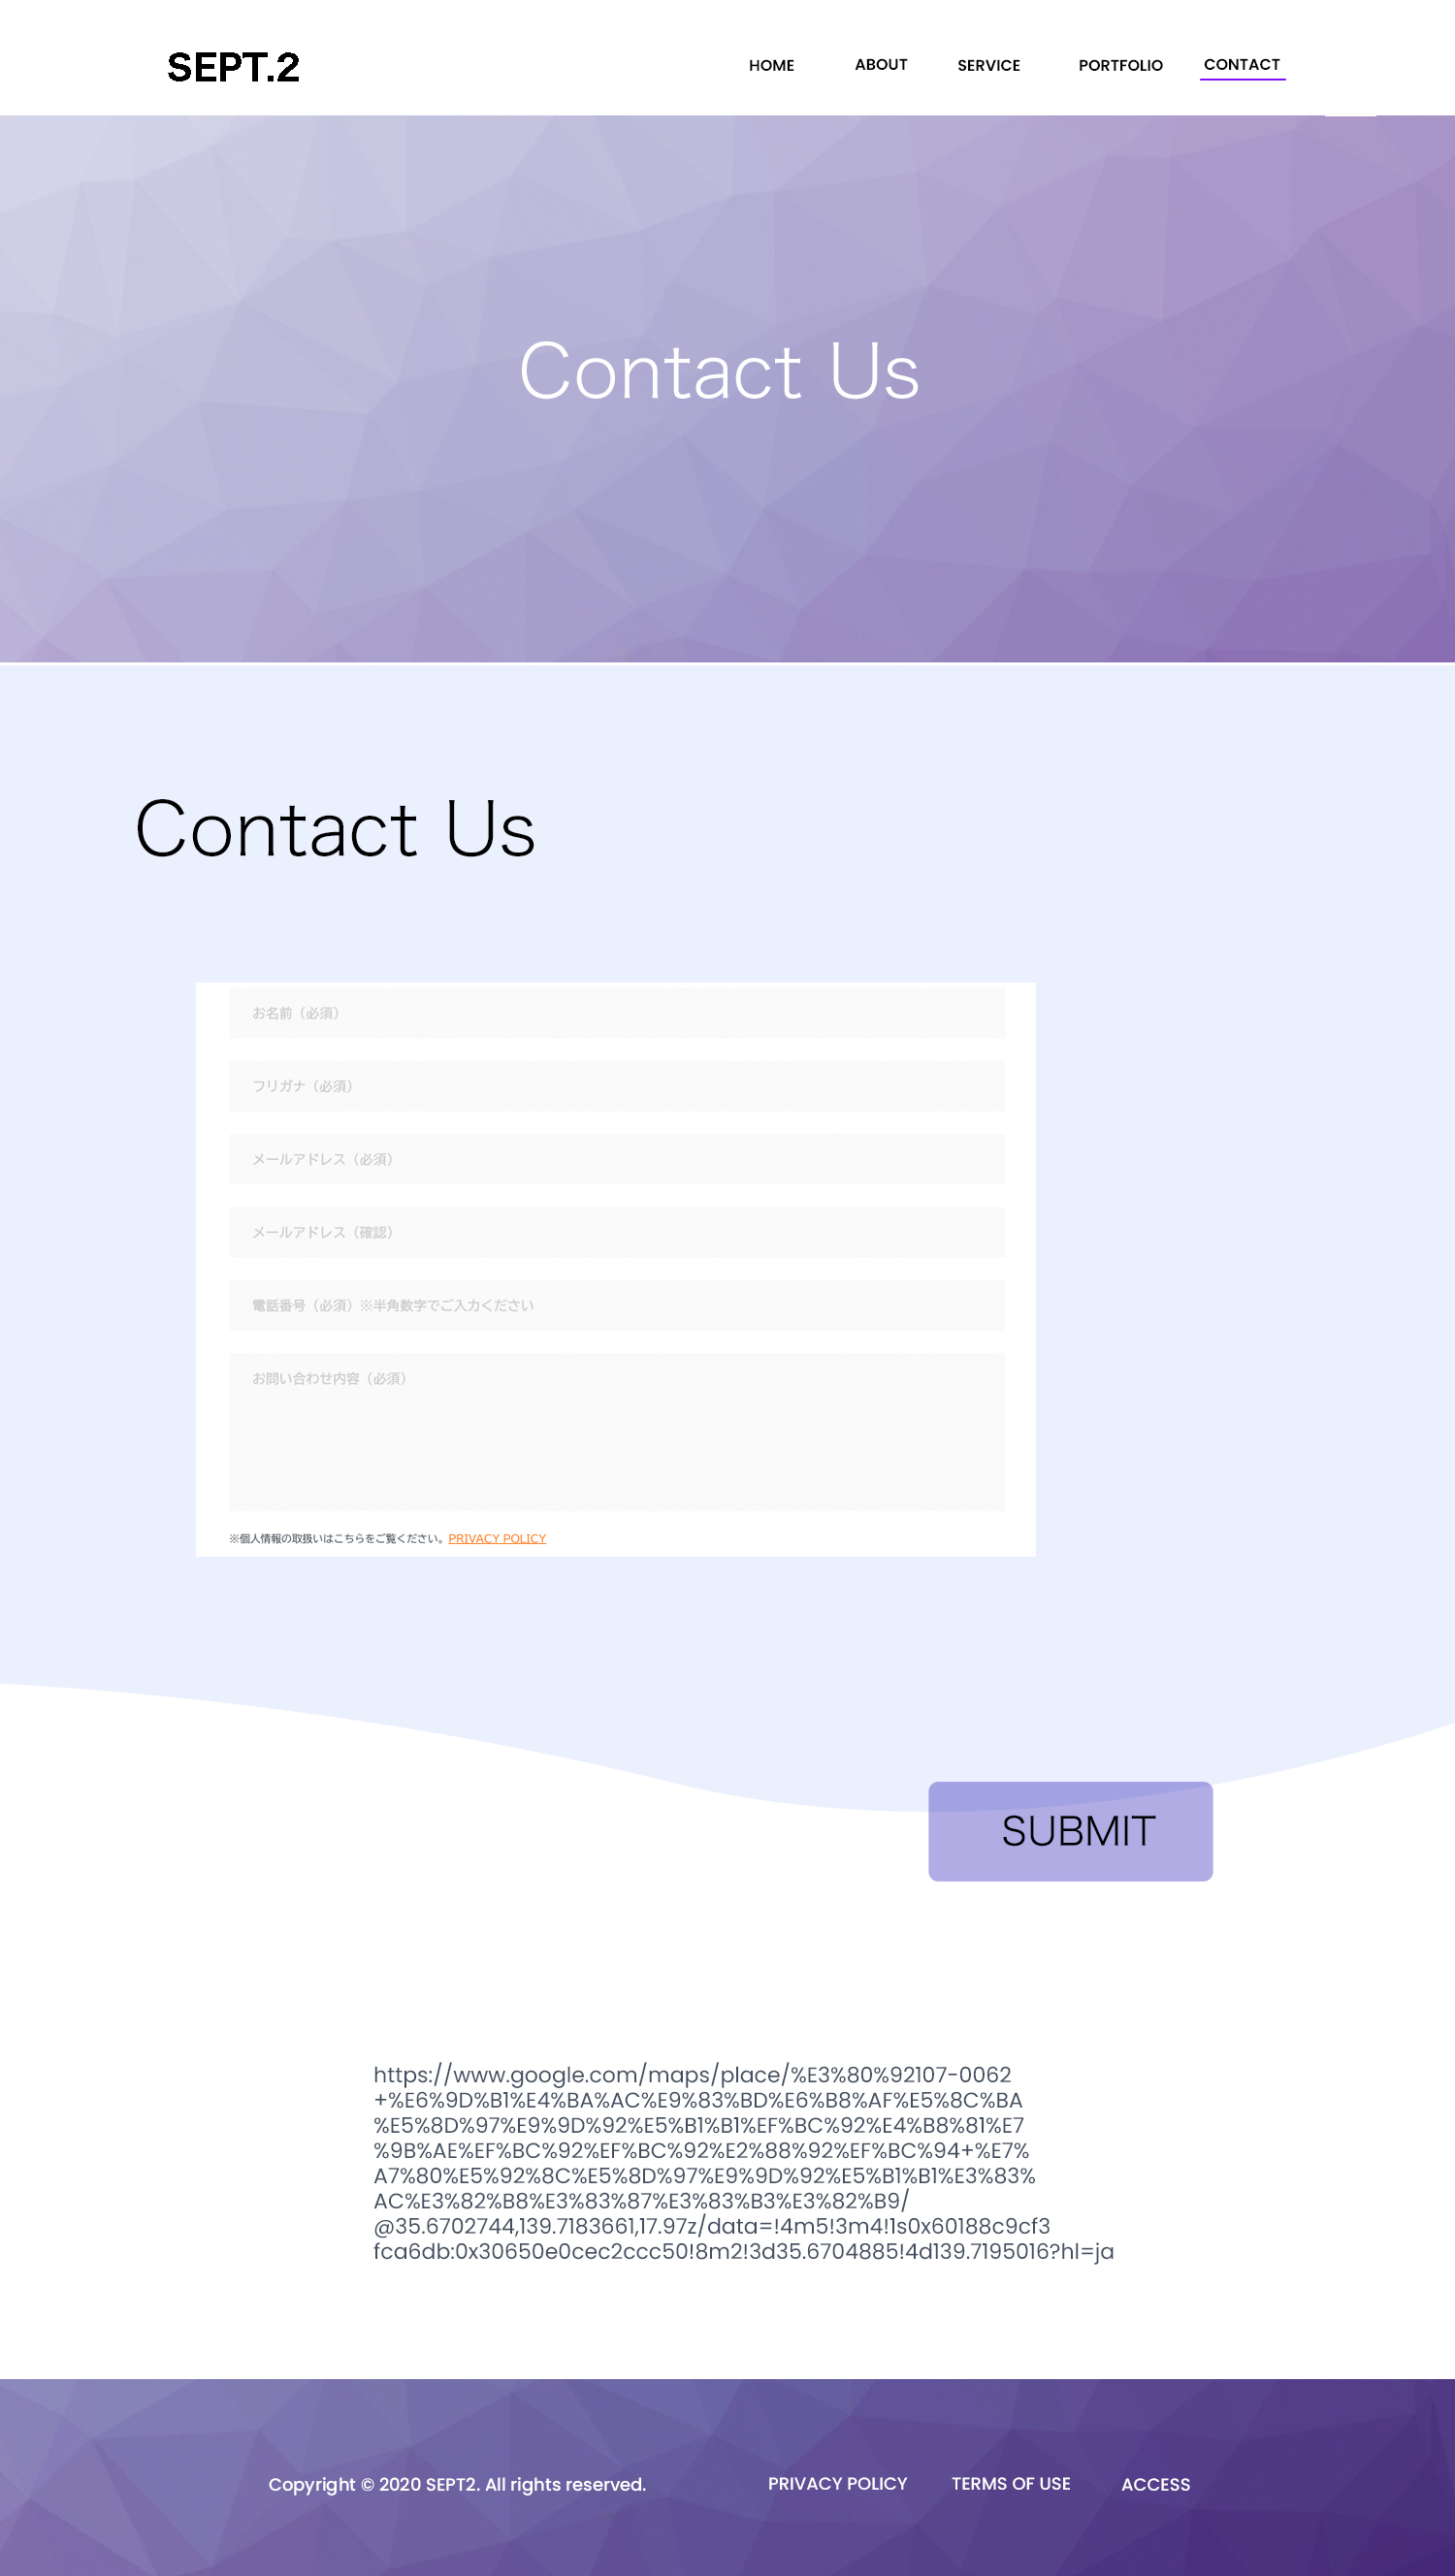 SEPT.2
HOME ABOUT SERVICE PORTFOLIO CONTACT
Contact Us
Contact Us
お名前（必須）
フリガナ（必須）
メールアドレス（必須）
メールアドレス（確認）
電話番号（必須）※半角数字でご入力ください
お問い合わせ内容（必須）
※個人情報の取扱いはこちらをご覧ください。PRIVACY POLICY
SUBMIT
https://www.google.com/maps/place/%E3%80%92107-0062
+%E6%9D%B1%E4%BA%AC%E9%83%BD%E6%B8%AF%E5%8C%BA
%E5%8D%97%E9%9D%92%E5%B1%B1%EF%BC%92%E4%B8%81%E7
%9B%AE%EF%BC%92%EF%BC%92%E2%88%92%EF%BC%94+%E7%
A7%80%E5%92%8C%E5%8D%97%E9%9D%92%E5%B1%B1%E3%83%
AC%E3%82%B8%E3%83%87%E3%83%B3%E3%82%B9/
@35.6702744,139.7183661,17.97z/data=!4m5!3m4!1s0x60188c9cf3
fca6db:0x30650e0cec2ccc50!8m2!3d35.6704885!4d139.7195016?hl=ja
Copyright © 2020 SEPT2. All rights reserved. PRIVACY POLICY TERMS OF USE ACCESS